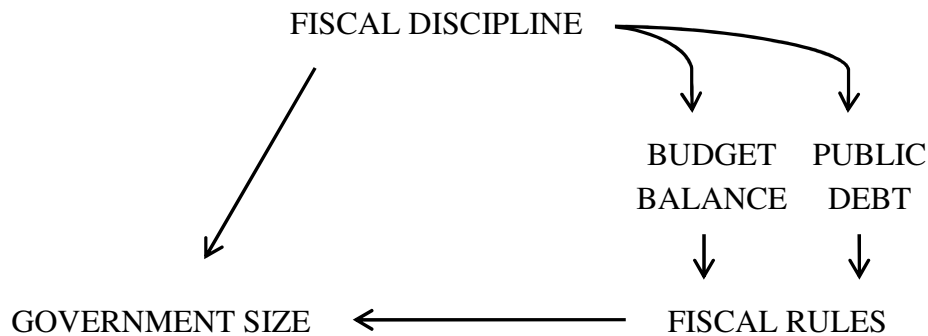 FISCAL DISCIPLINE
BUDGET BALANCE
PUBLIC DEBT
GOVERNMENT SIZE
FISCAL RULES